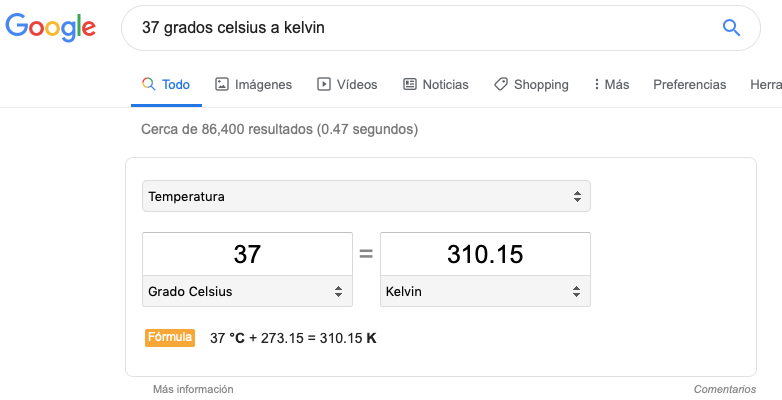 Google
37 grados celsius a kelvin
Todo Imágenes Vídeos Noticias Shopping Más Preferencias
Cerca de 86,400 resultados (0.47 segundos)
Temperatura
37 = 310.15
Grado Celsius Kelvin
Fórmula 37 °C + 273.15 = 310.15 K
Más información Comentarios